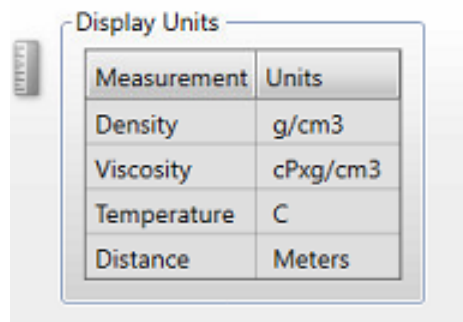 Display Units
Measurement Units
Density g/cm3
Viscosity cPxg/cm3
Temperature C
Distance Meters